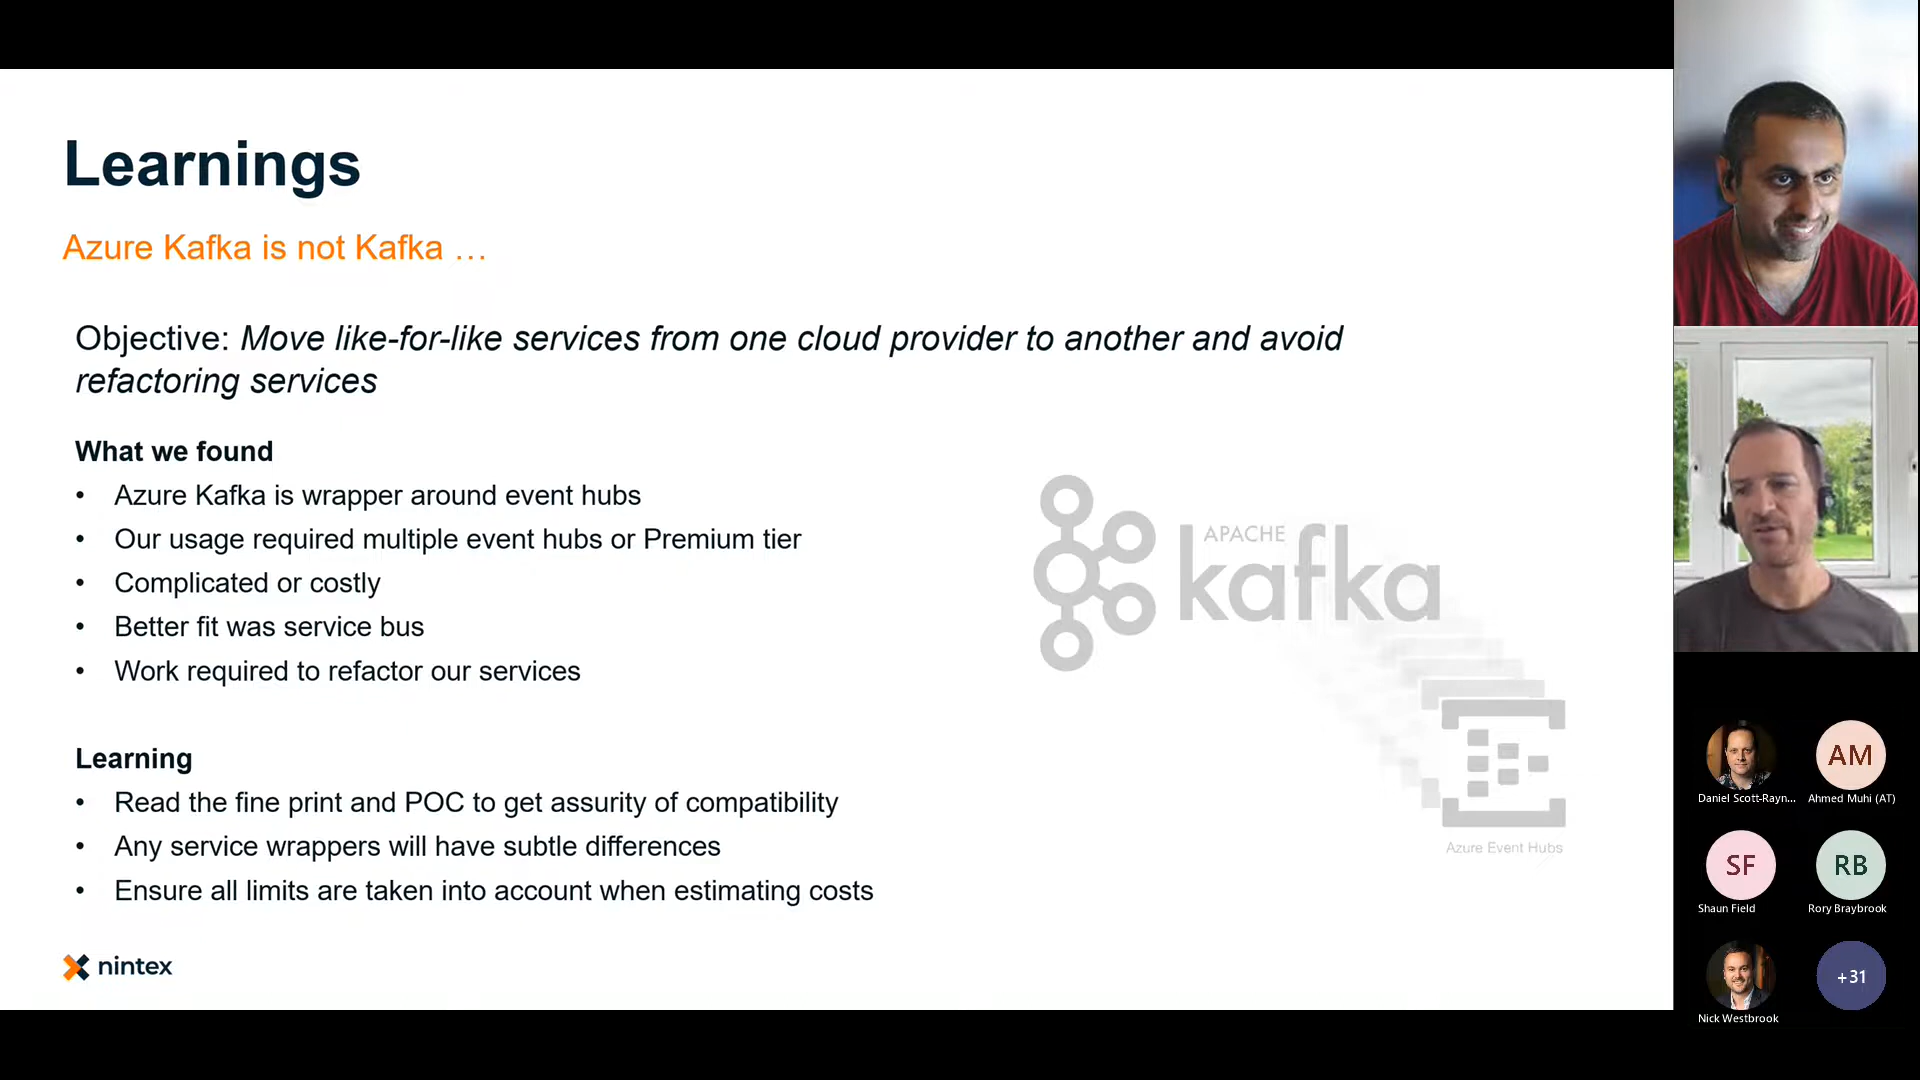 Learnings
Azure Kafka is not Kafka …
Objective: Move like-for-like services from one cloud provider to another and avoid
refactoring services
What we found
• Azure Kafka is wrapper around event hubs
• Our usage required multiple event hubs or Premium tier
• Complicated or costly
• Better fit was service bus
• Work required to refactor our services
APACHE
kafka
Azure Event Hubs
Learning
• Read the fine print and POC to get assurity of compatibility
• Any service wrappers will have subtle differences
• Ensure all limits are taken into account when estimating costs
nintex
Daniel Scott-Rayn...
AM
Ahmed Muhi (AT)
SF
Shaun Field
RB
Rory Braybrook
Nick Westbrook
+31